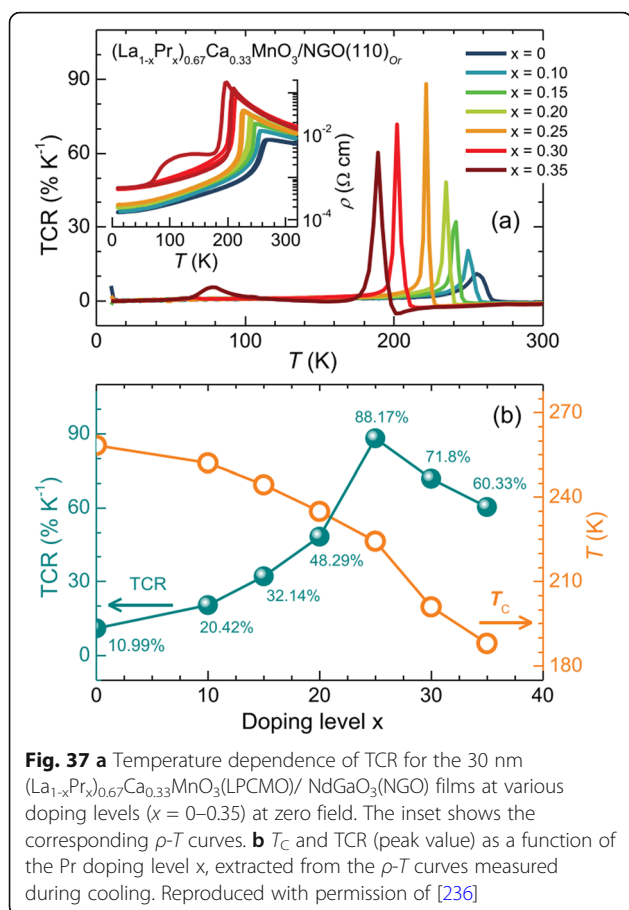 (La1-xPrx)0.67Ca0.33MnO3/NGO(110)Or
x = 0
x = 0.10
x = 0.15
x = 0.20
x = 0.25
x = 0.30
x = 0.35
(a)
TCR (% K-1)
90
60
30
0
10-2
10-4
ρ (Ω cm)
0 100 200 300
T (K)
0 100 200 300
T (K)
(b)
TCR (% K-1)
90
60
30
0
88.17%
71.8%
60.33%
48.29%
32.14%
20.42%
10.99%
TCR
TC
270
240
210
180
T (K)
0 10 20 30 40
Doping level x
Fig. 37 a Temperature dependence of TCR for the 30 nm
(La1-xPrx)0.67Ca0.33MnO3(LPCMO)/ NdGaO3(NGO) films at various
doping levels (x = 0–0.35) at zero field. The inset shows the
corresponding ρ-T curves. b TC and TCR (peak value) as a function of
the Pr doping level x, extracted from the ρ-T curves measured
during cooling. Reproduced with permission of [236]